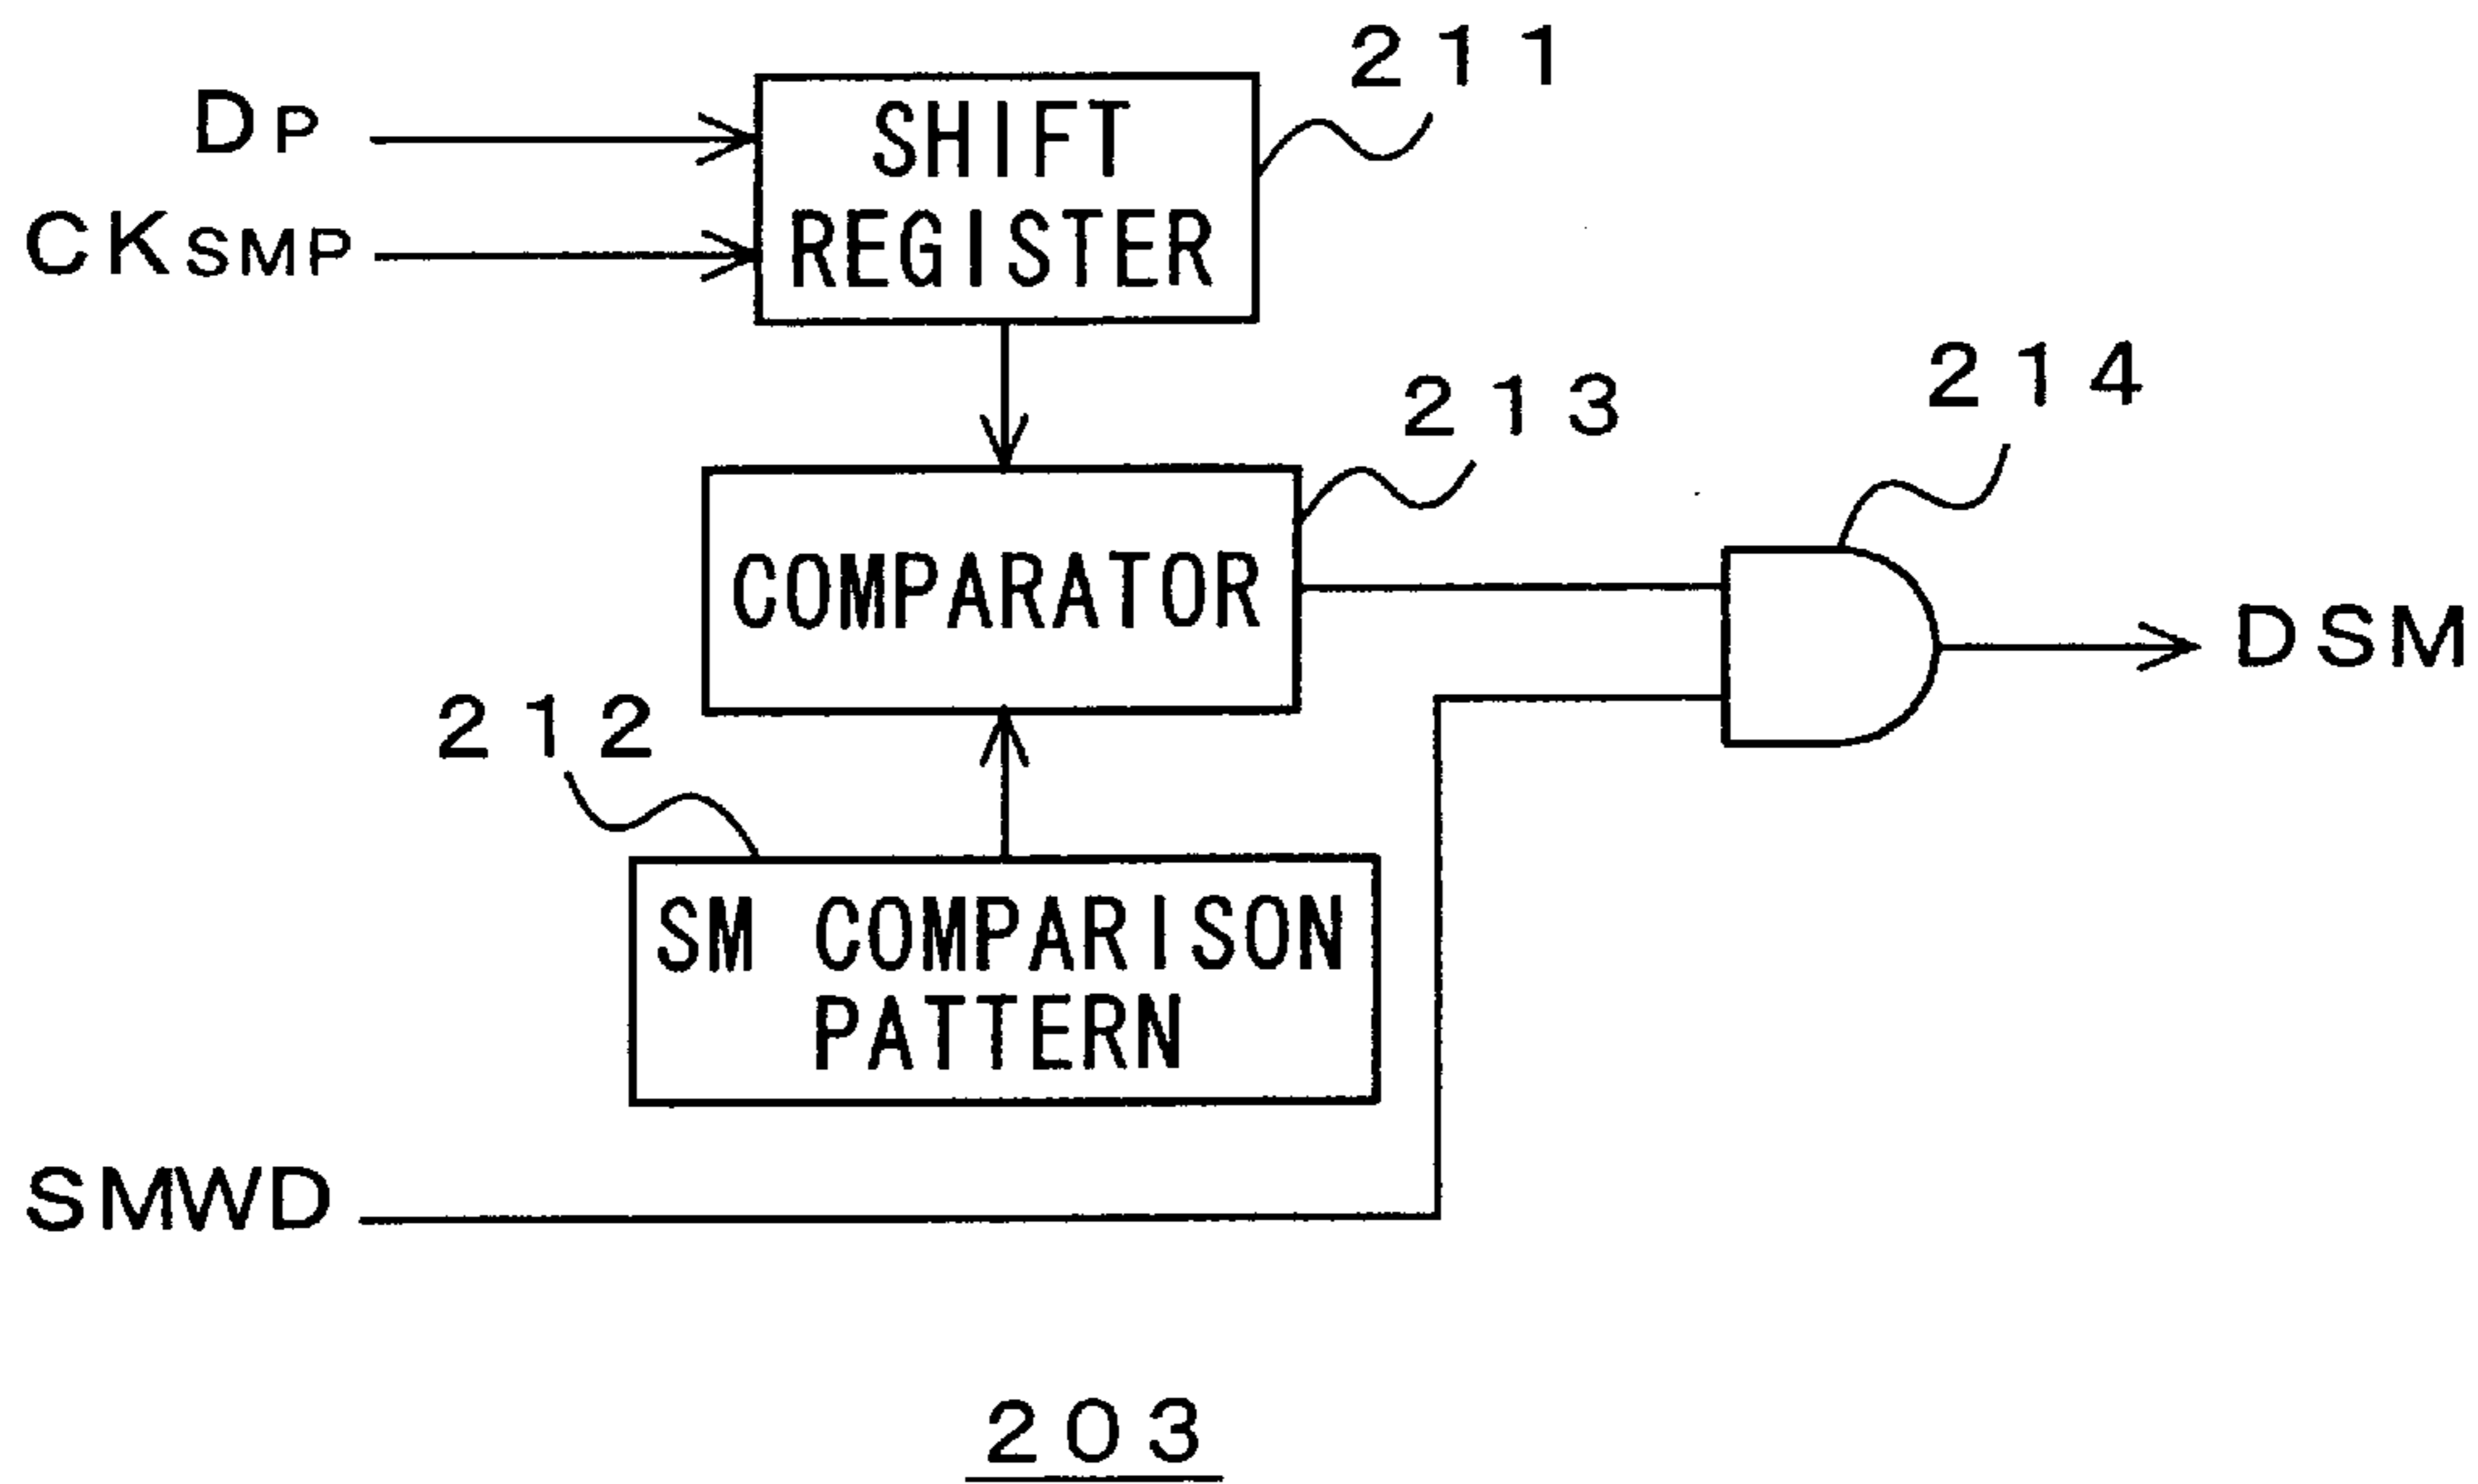 211
DP
SHIFT
REGISTER
CKSMP
213
214
COMPARATOR
DSM
212
SM COMPARISON
PATTERN
SMWD
203